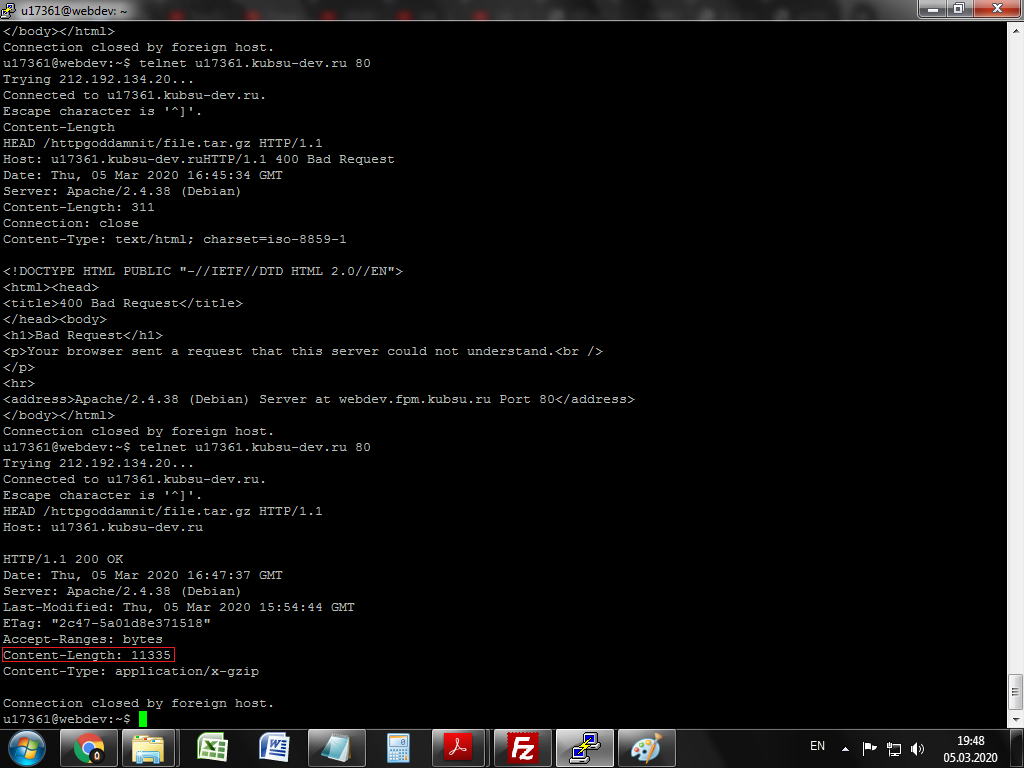 u17361@webdev: ~
</body></html>
Connection closed by foreign host.
u17361@webdev:~$ telnet u17361.kubsu-dev.ru 80
Trying 212.192.134.20...
Connected to u17361.kubsu-dev.ru.
Escape character is '^]'.
Content-Length
HEAD /httpgoddamnit/file.tar.gz HTTP/1.1
Host: u17361.kubsu-dev.ruHTTP/1.1 400 Bad Request
Date: Thu, 05 Mar 2020 16:45:34 GMT
Server: Apache/2.4.38 (Debian)
Content-Length: 311
Connection: close
Content-Type: text/html; charset=iso-8859-1

<!DOCTYPE HTML PUBLIC "-//IETF//DTD HTML 2.0//EN">
<html><head>
<title>400 Bad Request</title>
</head><body>
<h1>Bad Request</h1>
<p>Your browser sent a request that this server could not understand.<br />
</p>
<hr>
<address>Apache/2.4.38 (Debian) Server at webdev.fpm.kubsu.ru Port 80</address>
</body></html>
Connection closed by foreign host.
u17361@webdev:~$ telnet u17361.kubsu-dev.ru 80
Trying 212.192.134.20...
Connected to u17361.kubsu-dev.ru.
Escape character is '^]'.
HEAD /httpgoddamnit/file.tar.gz HTTP/1.1
Host: u17361.kubsu-dev.ru

HTTP/1.1 200 OK
Date: Thu, 05 Mar 2020 16:47:37 GMT
Server: Apache/2.4.38 (Debian)
Last-Modified: Thu, 05 Mar 2020 15:54:44 GMT
ETag: "2c47-5a01d8e371518"
Accept-Ranges: bytes
Content-Length: 11335
Content-Type: application/x-gzip

Connection closed by foreign host.
u17361@webdev:~$
EN
19:48
05.03.2020